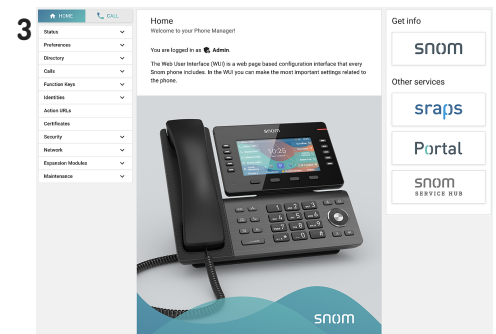 3
HOME
CALL
Status
Preferences
Directory
Calls
Function Keys
Identities
Action URLs
Certificates
Security
Network
Expansion Modules
Maintenance
Home
Welcome to your Phone Manager!
You are logged in as Admin.
The Web User Interface (WUI) is a web page based configuration interface that every
Snom phone includes. In the WUI you can make the most important settings related to
the phone.
snom
10:25
snom
Get info
snom
Other services
sraps
Portal
snom
SERVICE HUB